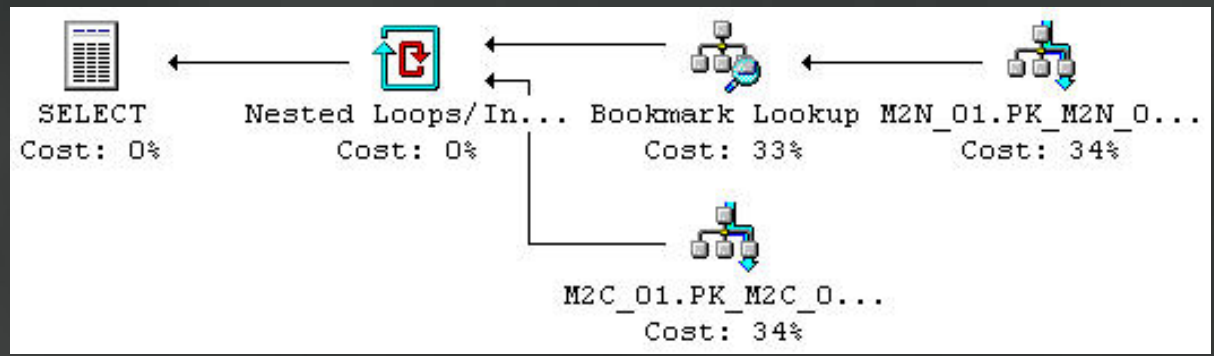 SELECT
Cost: 0%
Nested Loops/In...
Cost: 0%
Bookmark Lookup
Cost: 33%
M2N_01.PK_M2N_0...
Cost: 34%
M2C_01.PK_M2C_0...
Cost: 34%